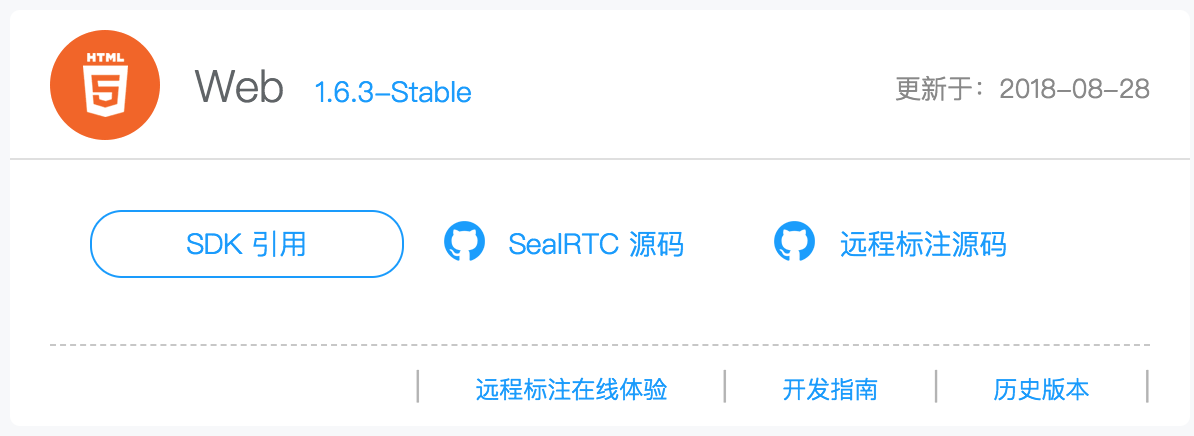 HTML
5
Web 1.6.3-Stable 更新于：2018-08-28
SDK 引用 SealRTC 源码 远程标注源码
远程标注在线体验 开发指南 历史版本